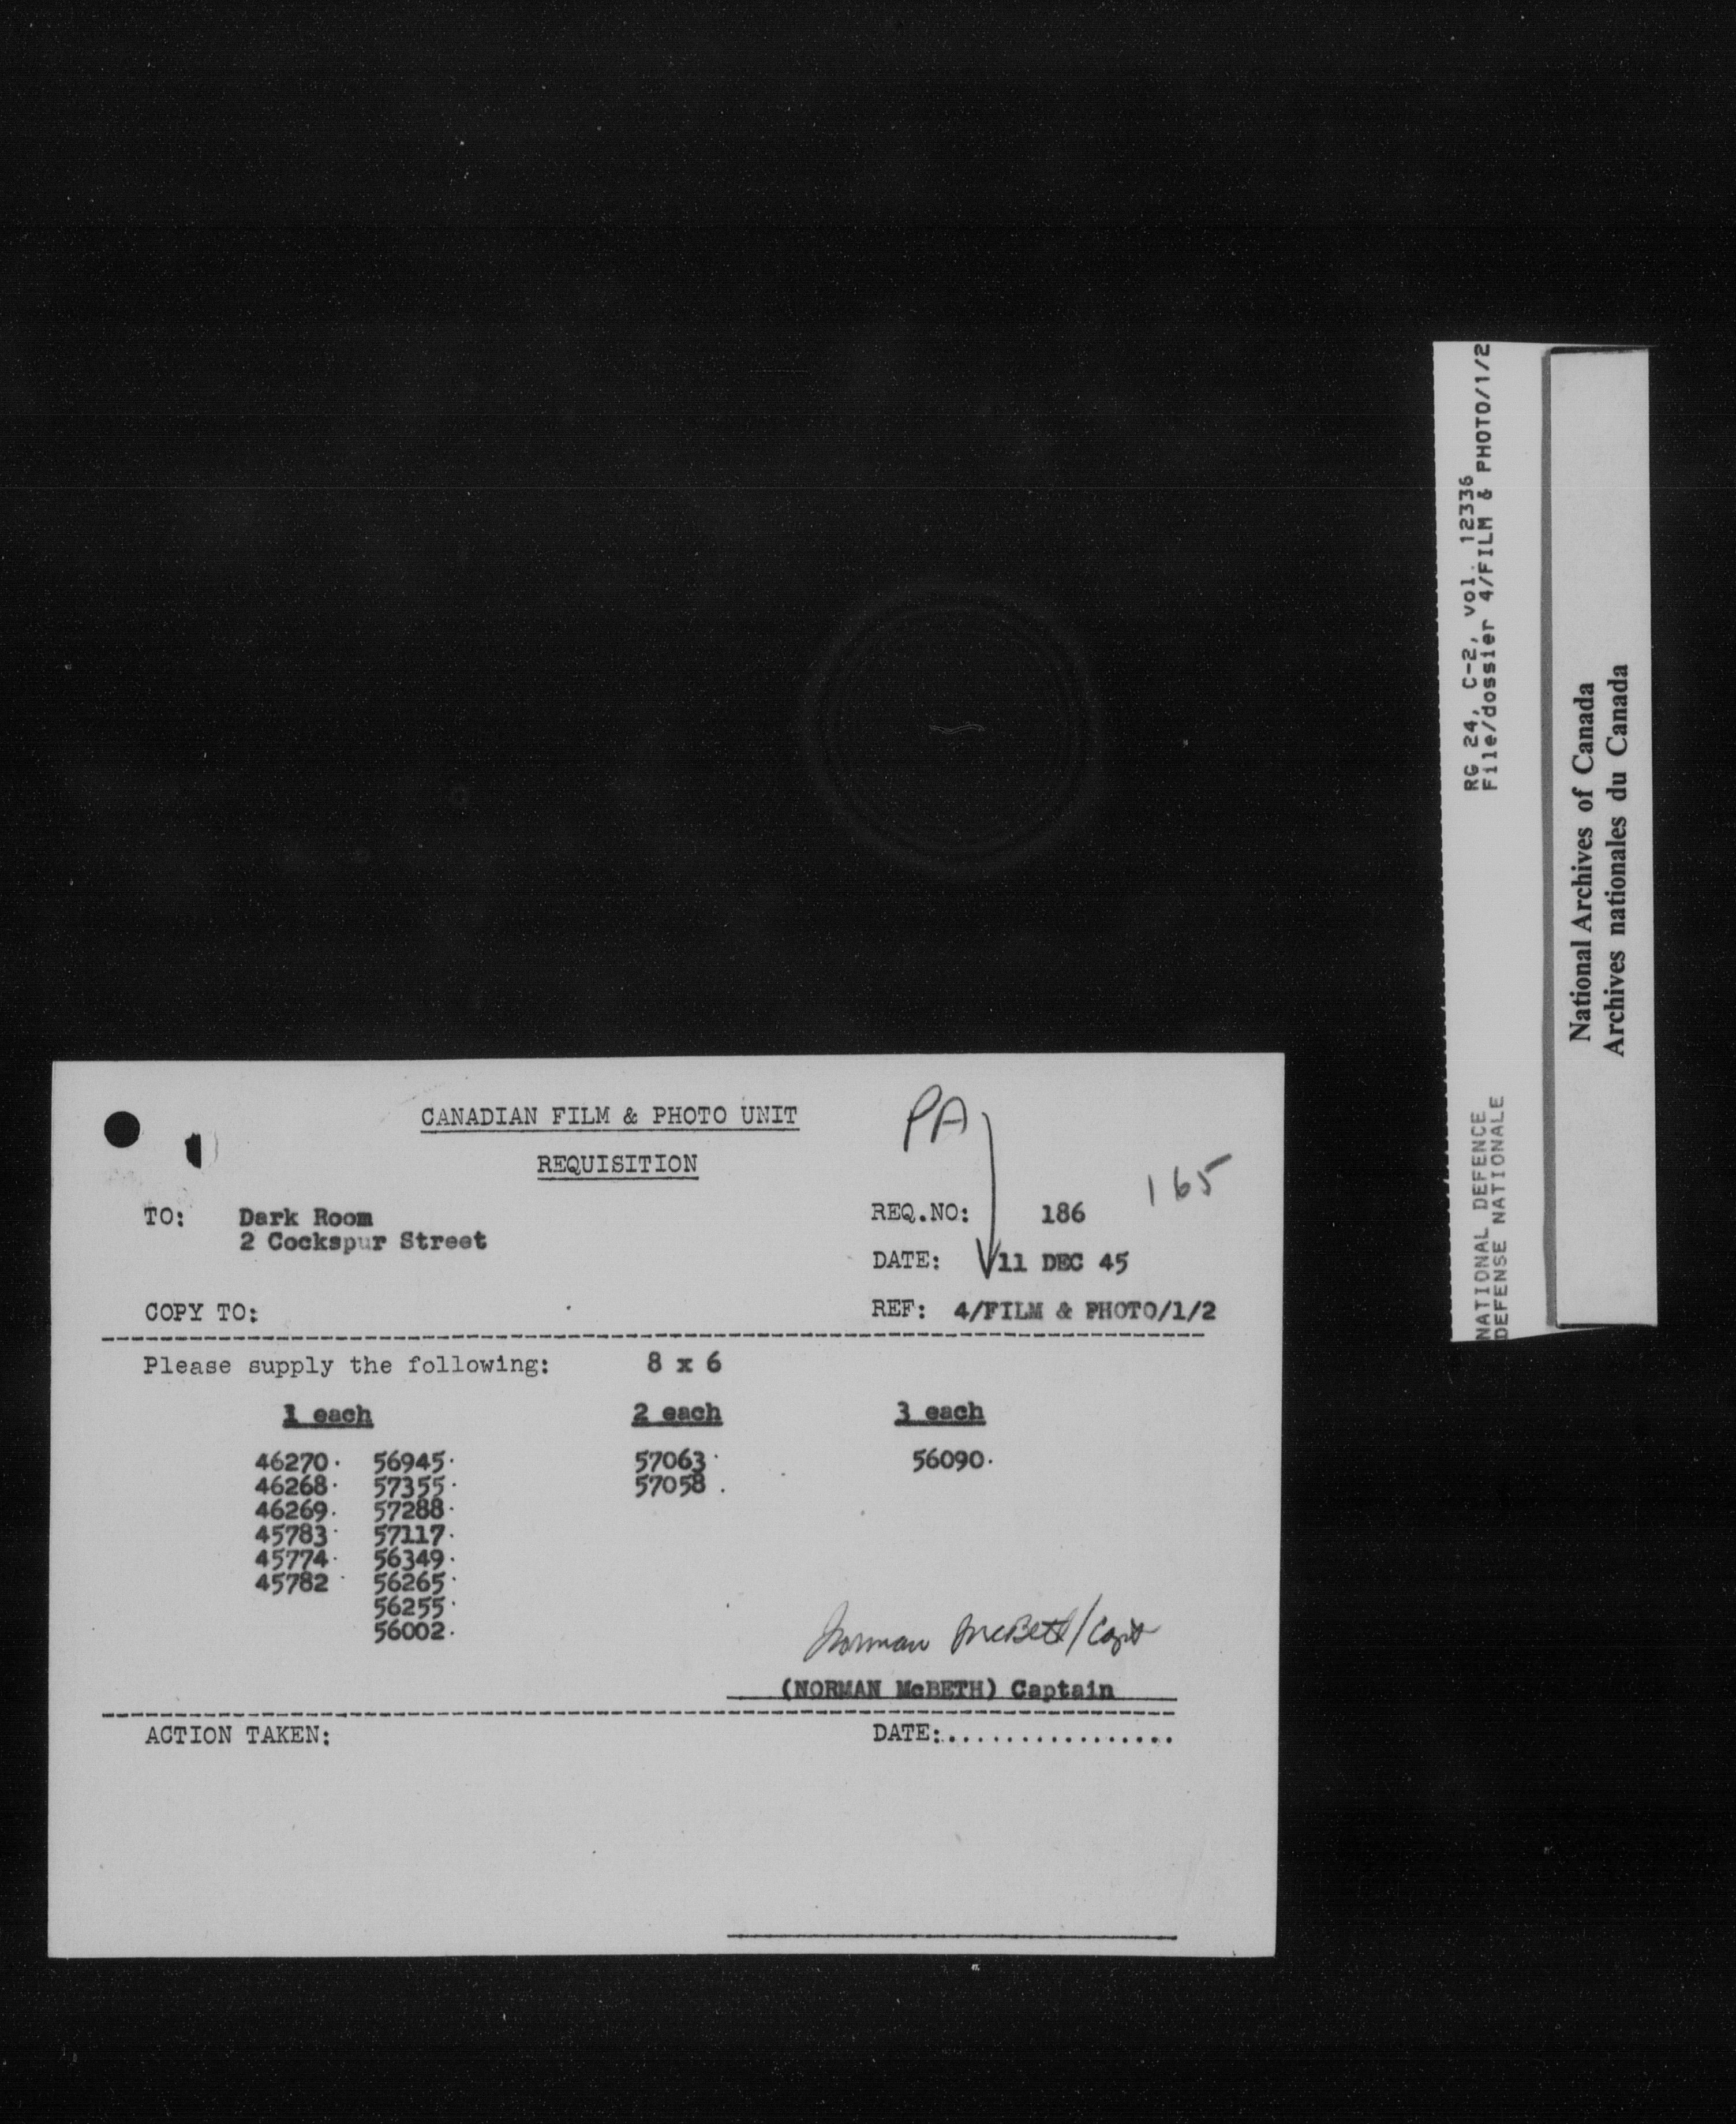 CANADIAN FILM & PHOTO UNIT
PA
REQUISITION
165
TO: Dark Room
2 Cockspur Street
REQ.NO: 186
DATE: 11 DEC 45
COPY TO:
REF: 4/FILM & PHOTO/1/2
Please supply the following: 8 x 6
1 each 2 each 3 each
46270. 56945. 57063. 56090.
46268. 57355. 57058.
46269. 57288.
45783. 57117.
45774. 56349.
45782. 56265.
56255.
56002.
Norman McBeth/Capt
(NORMAN McBETH) Captain
ACTION TAKEN: DATE:................
RG 24, C-2, vol. 12336
File/dossier 4/FILM & PHOTO/1/2
NATIONAL DEFENCE
DEFENSE NATIONALE
National Archives of Canada
Archives nationales du Canada